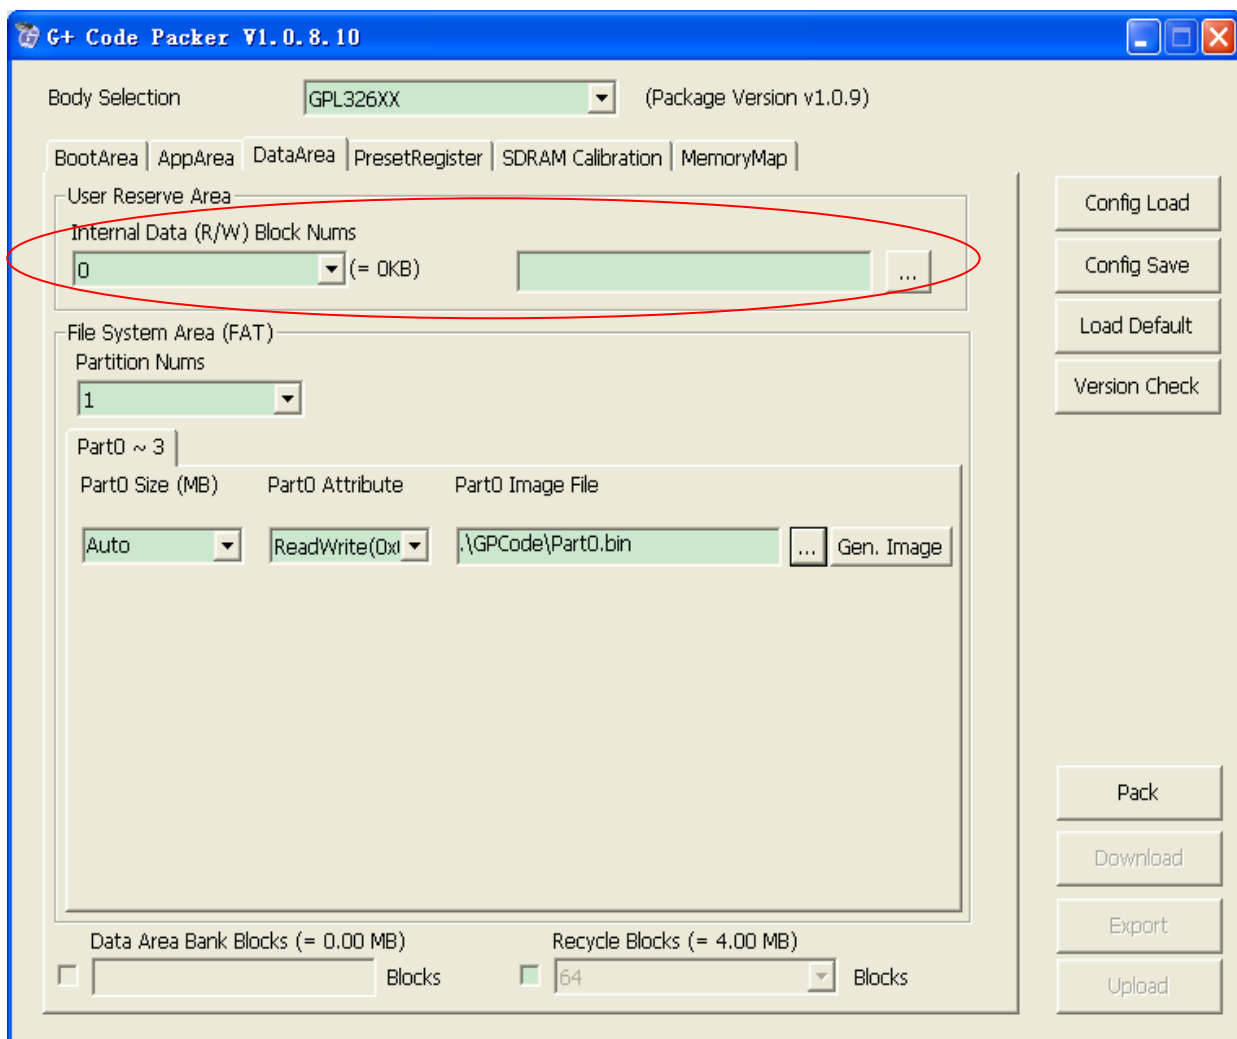 G+ Code Packer V1.0.8.10
Body Selection GPL326XX (Package Version v1.0.9)
BootArea AppArea DataArea PresetRegister SDRAM Calibration MemoryMap
User Reserve Area
Internal Data (R/W) Block Nums
0 (= 0KB) ...
File System Area (FAT)
Partition Nums
1
Part0 ~ 3
Part0 Size (MB) Part0 Attribute Part0 Image File
Auto ReadWrite(0x .\GPCode\Part0.bin ... Gen. Image
Data Area Bank Blocks (= 0.00 MB) Recycle Blocks (= 4.00 MB)
Blocks 64 Blocks
Config Load
Config Save
Load Default
Version Check
Pack
Download
Export
Upload